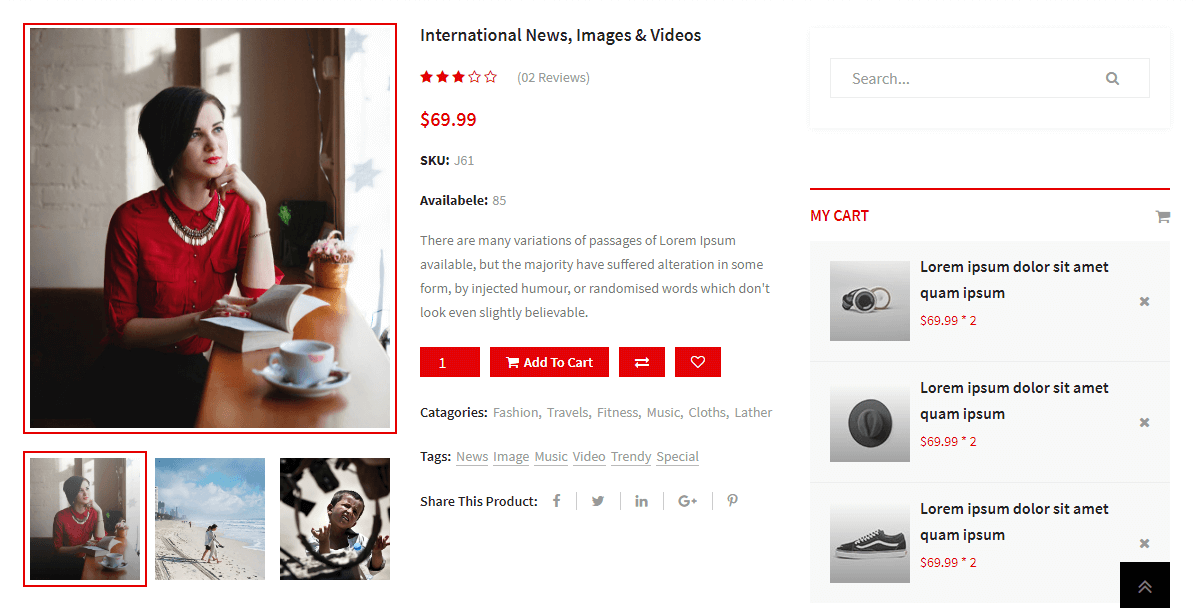 International News, Images & Videos
(02 Reviews)
$69.99
SKU: J61
Availabele: 85
There are many variations of passages of Lorem Ipsum
available, but the majority have suffered alteration in some
form, by injected humour, or randomised words which don't
look even slightly believable.
1
Add To Cart
Catagories: Fashion, Travels, Fitness, Music, Cloths, Lather
Tags: News Image Music Video Trendy Special
Share This Product:
Search...
MY CART
Lorem ipsum dolor sit amet
quam ipsum
$69.99 * 2
Lorem ipsum dolor sit amet
quam ipsum
$69.99 * 2
Lorem ipsum dolor sit amet
quam ipsum
$69.99 * 2